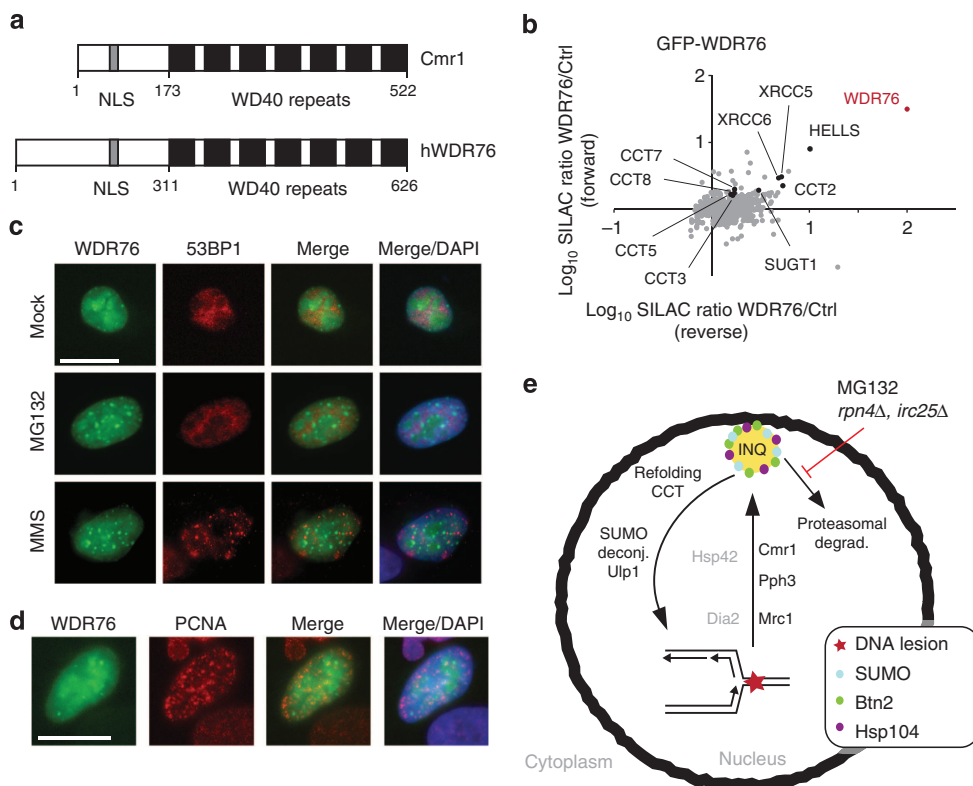 a
Cmr1
1
NLS
173
WD40 repeats
522
hWDR76
1
NLS
311
WD40 repeats
626
b
GFP-WDR76
Log10 SILAC ratio WDR76/Ctrl
(forward)
2
1
−1
1
2
XRCC5
WDR76
XRCC6
HELLS
CCT7
CCT8
CCT2
CCT5
CCT3
SUGT1
Log10 SILAC ratio WDR76/Ctrl
(reverse)
c
WDR76
53BP1
Merge
Merge/DAPI
Mock
MG132
MMS
d
WDR76
PCNA
Merge
Merge/DAPI
e
MG132
rpn4Δ, irc25Δ
INQ
Refolding
CCT
Proteasomal
degrad.
SUMO
deconj.
Ulp1
Hsp42
Cmr1
Pph3
Dia2
Mrc1
DNA lesion
SUMO
Btn2
Hsp104
Cytoplasm
Nucleus